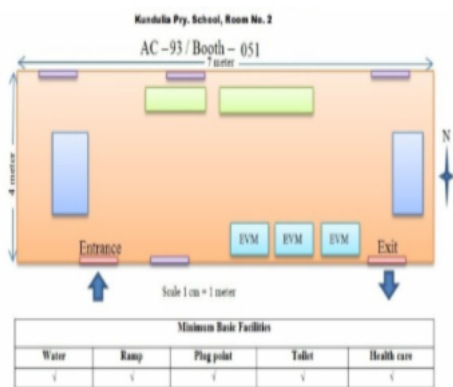 Kundulia Pry. School, Room No. 2
AC –93 / Booth – 051
7 meter
4 meter
N
EVM EVM EVM
Entrance
Exit
Scale 1 cm = 1 meter
Minimum Basic Facilities
Water Ramp Plug point Toilet Health care
√ √ √ √ √